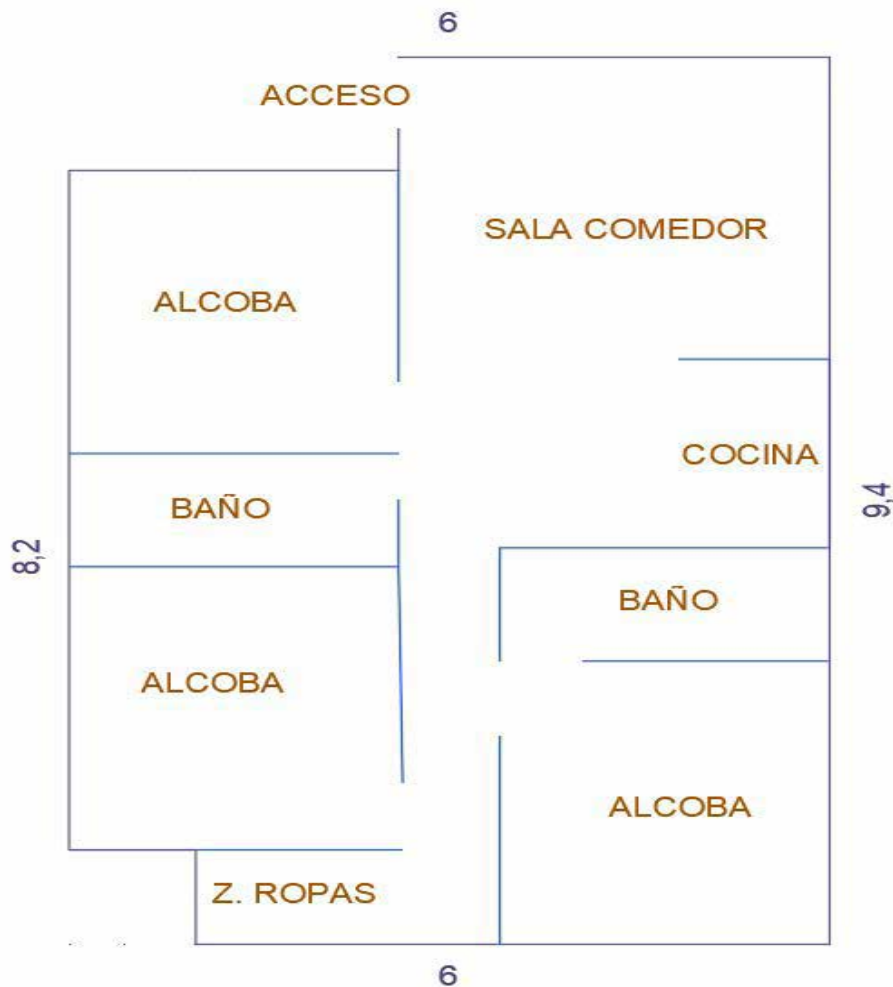 6
ACCESO
SALA COMEDOR
ALCOBA
COCINA
9,4
BAÑO
8,2
BAÑO
ALCOBA
ALCOBA
Z. ROPAS
6